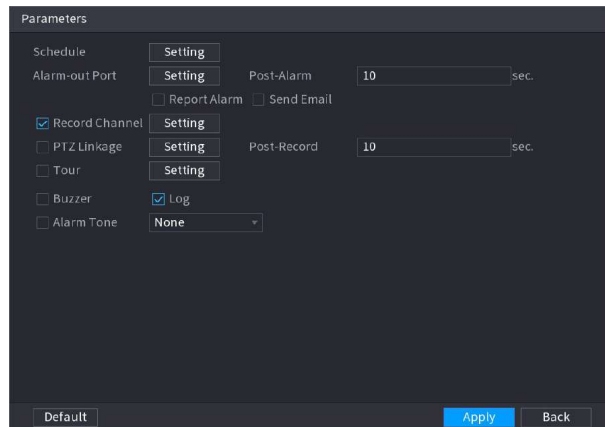 Parameters
Schedule Setting
Alarm-out Port Setting Post-Alarm 10 sec.
Report Alarm Send Email
Record Channel Setting
PTZ Linkage Setting Post-Record 10 sec.
Tour Setting
Buzzer Log
Alarm Tone None
Default Apply Back